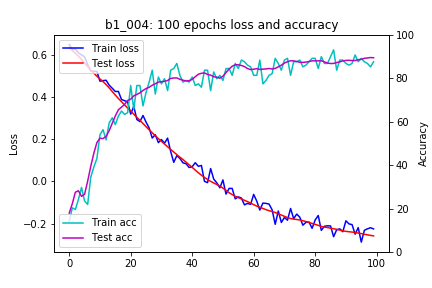 b1_004: 100 epochs loss and accuracy
Train loss
Test loss
Train acc
Test acc
Loss
0.6
0.4
0.2
0.0
−0.2
Accuracy
100
80
60
40
20
0
0 20 40 60 80 100